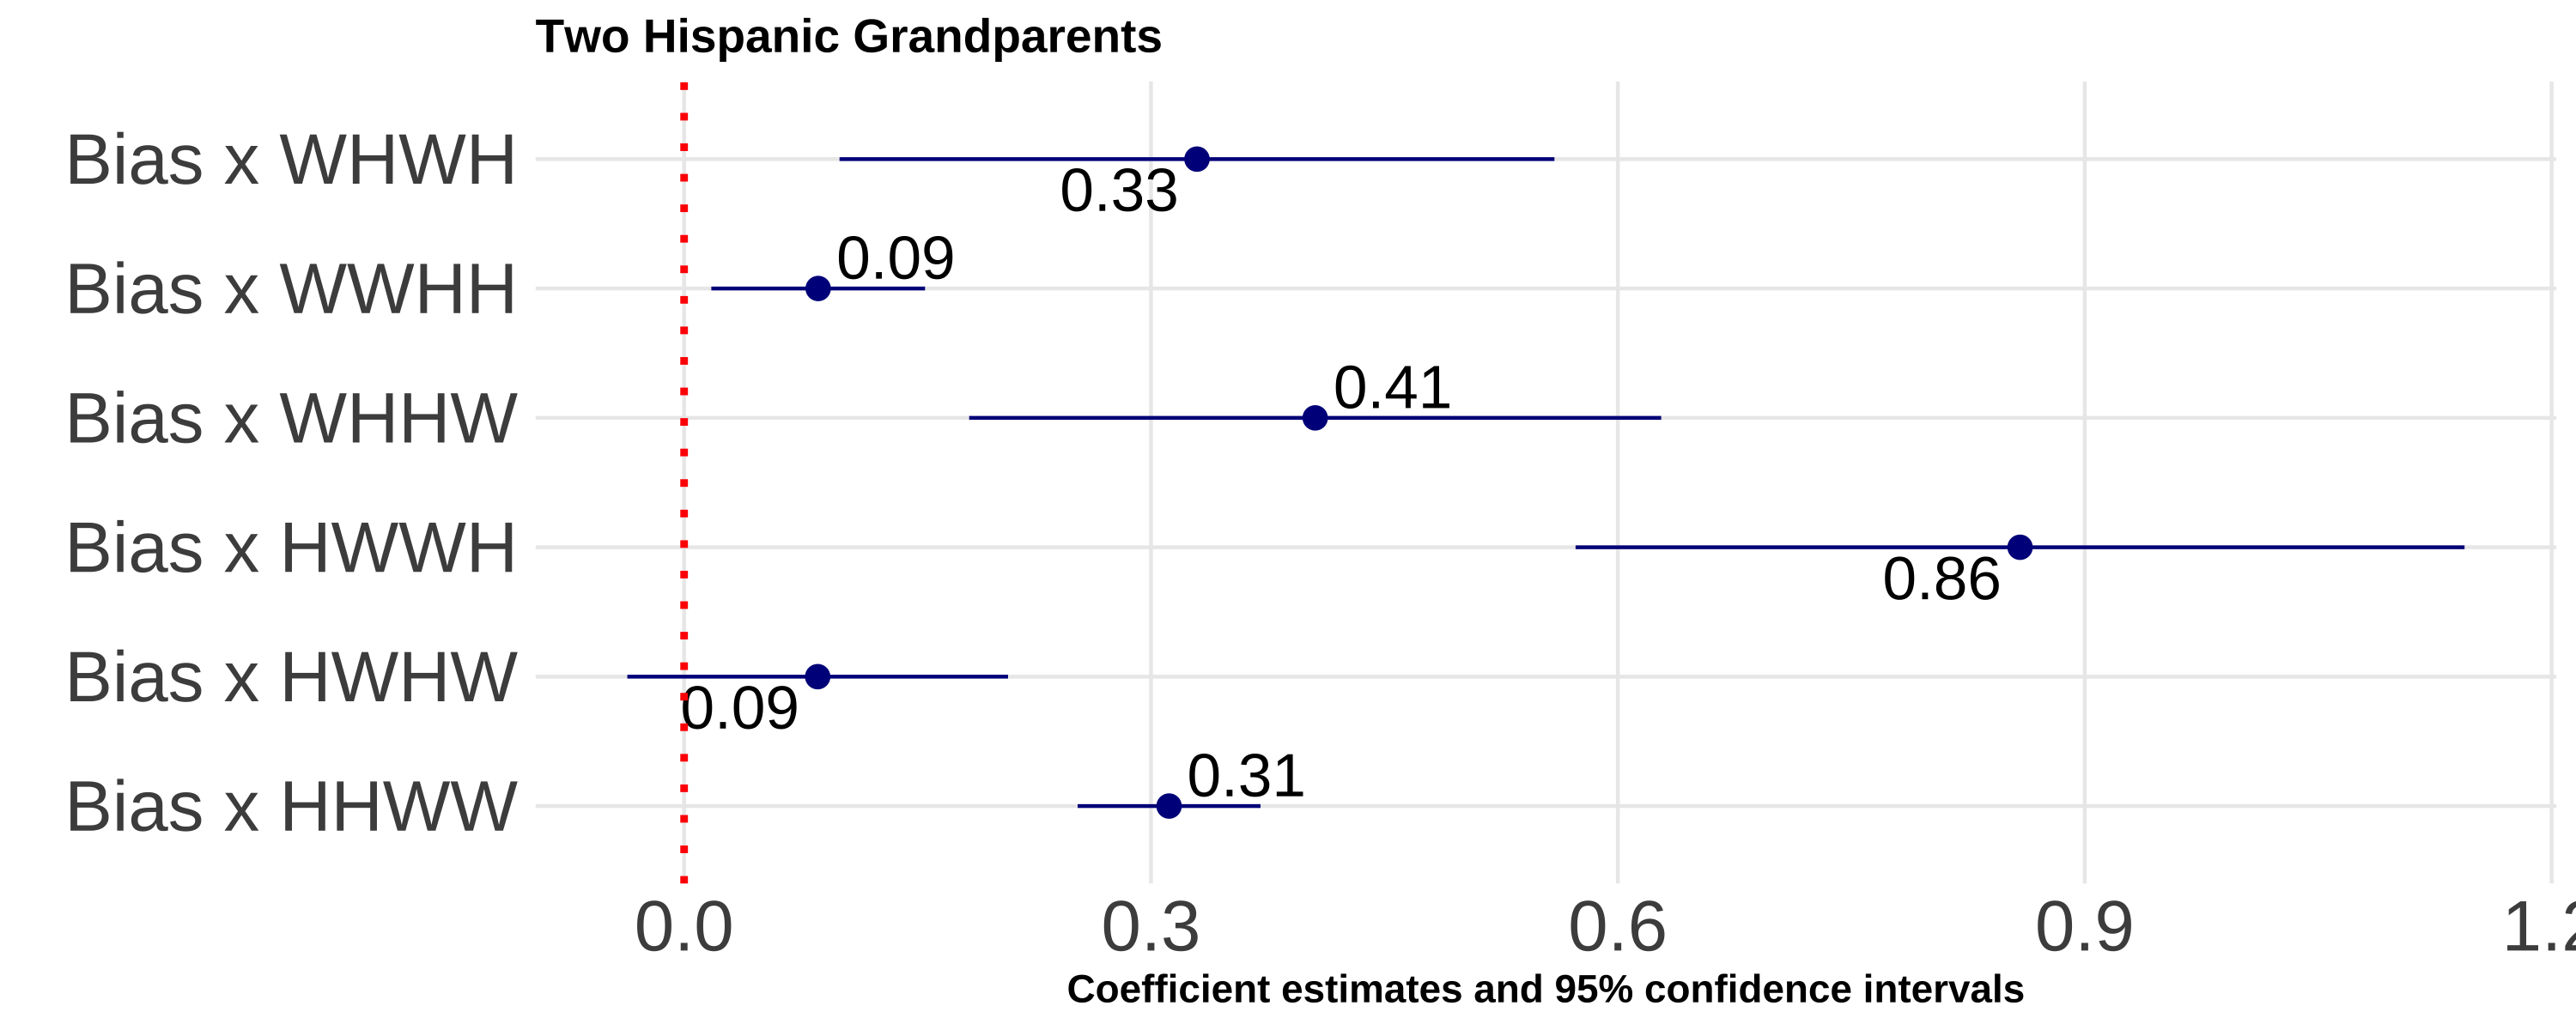 Two Hispanic Grandparents
Bias x WHWH
0.33
Bias x WWHH
0.09
Bias x WHHW
0.41
Bias x HWWH
0.86
Bias x HWHW
0.09
Bias x HHWW
0.31
0.0 0.3 0.6 0.9 1.2
Coefficient estimates and 95% confidence intervals